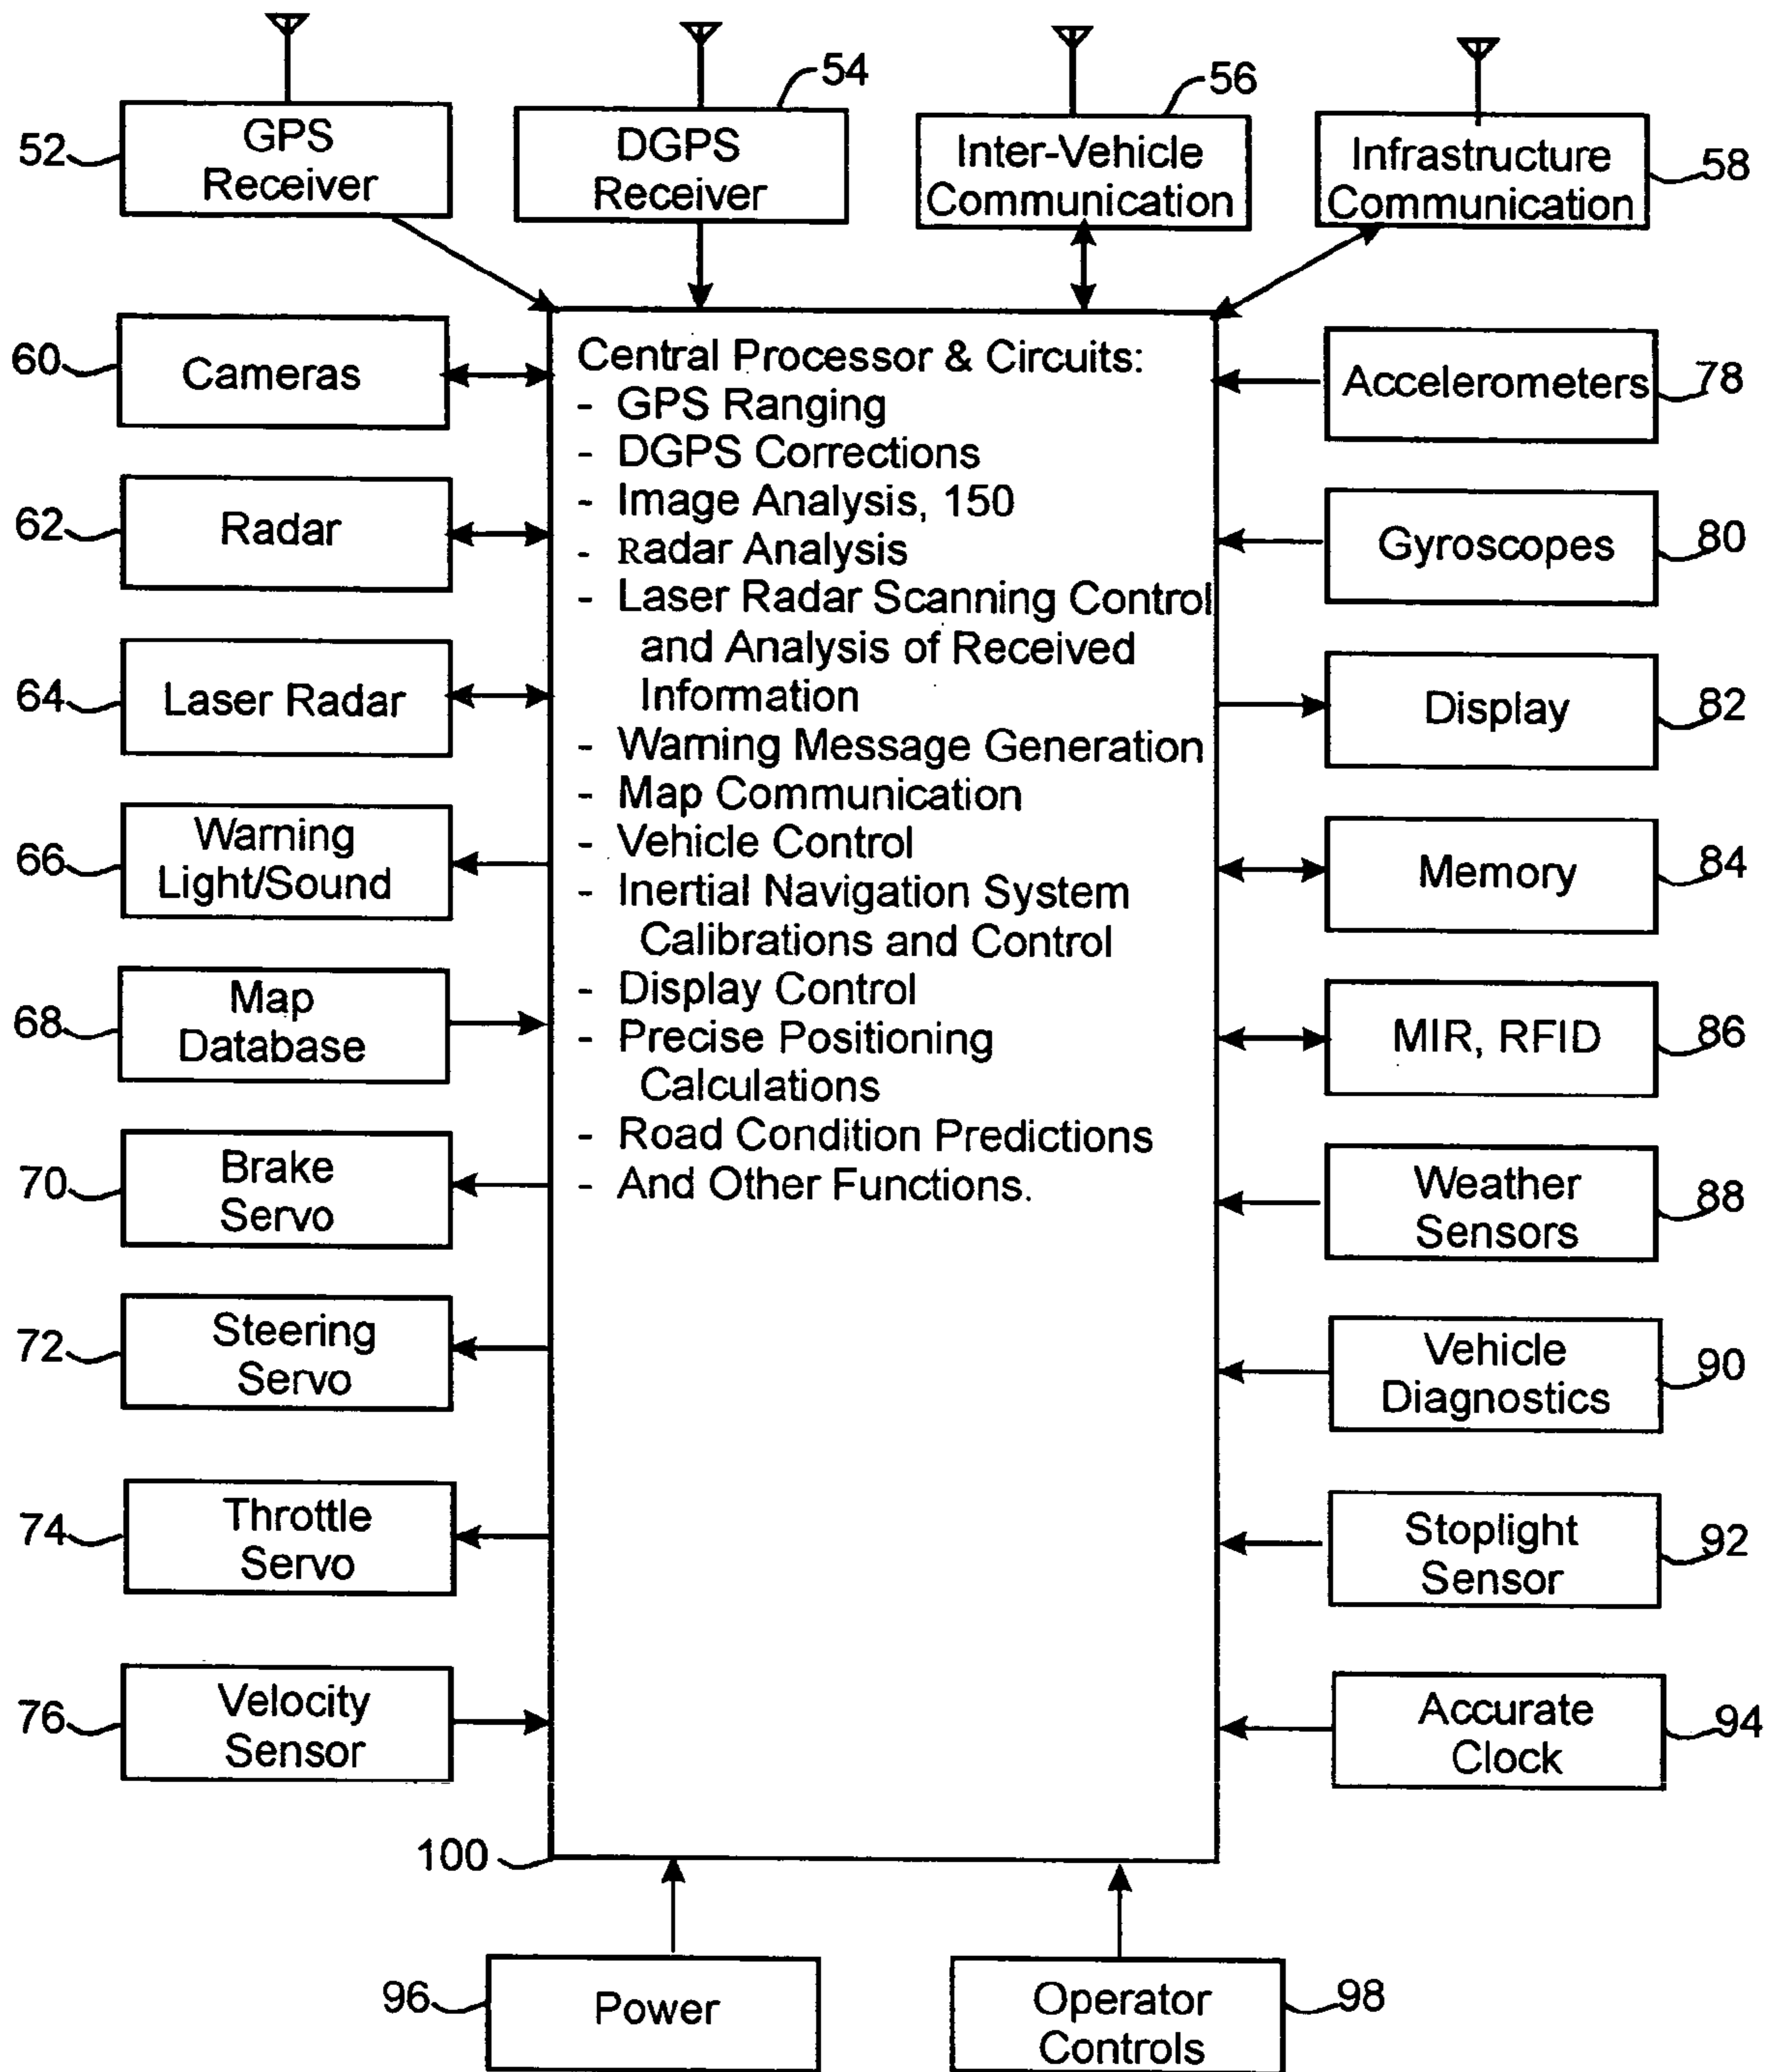 54
56
52
GPS
Receiver
DGPS
Receiver
Inter-Vehicle
Communication
Infrastructure
Communication
58
60
Cameras
62
Radar
64
Laser Radar
66
Warning
Light/Sound
68
Map
Database
70
Brake
Servo
72
Steering
Servo
74
Throttle
Servo
76
Velocity
Sensor
Central Processor & Circuits:
- GPS Ranging
- DGPS Corrections
- Image Analysis, 150
- Radar Analysis
- Laser Radar Scanning Control
and Analysis of Received
Information
- Warning Message Generation
- Map Communication
- Vehicle Control
- Inertial Navigation System
Calibrations and Control
- Display Control
- Precise Positioning
Calculations
- Road Condition Predictions
- And Other Functions.
100
Accelerometers
78
Gyroscopes
80
Display
82
Memory
84
MIR, RFID
86
Weather
Sensors
88
Vehicle
Diagnostics
90
Stoplight
Sensor
92
Accurate
Clock
94
96
Power
Operator
Controls
98